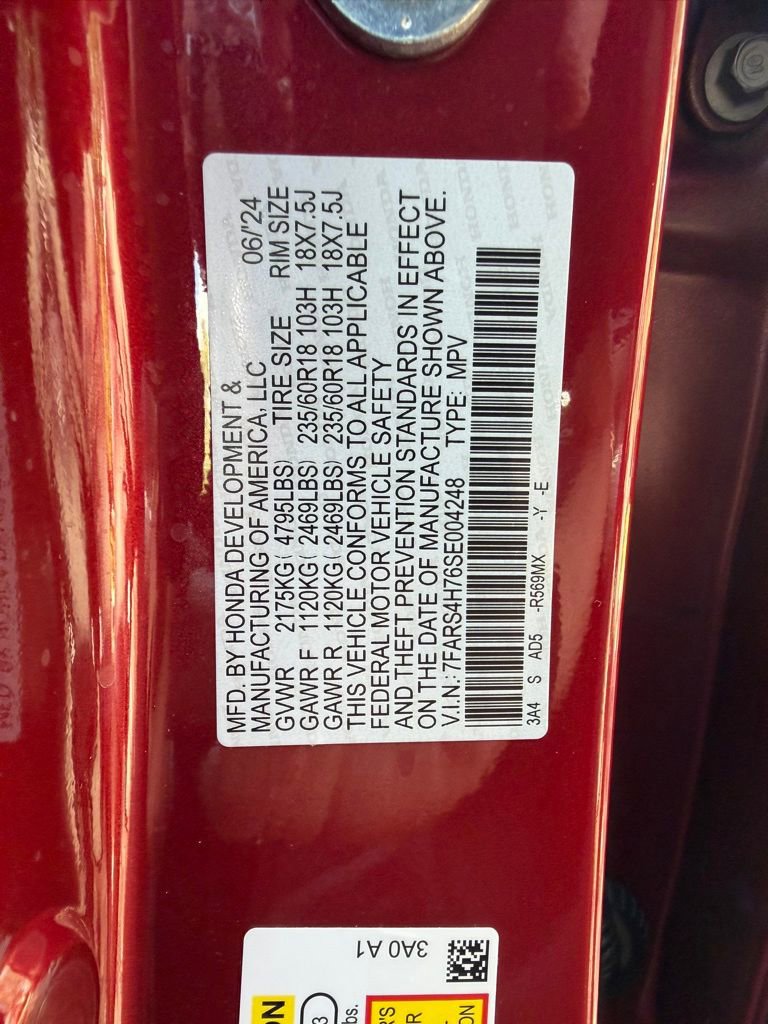 MFD. BY HONDA DEVELOPMENT &
MANUFACTURING OF AMERICA, LLC 06/'24
GVWR 2175KG( 4795LBS) TIRE SIZE RIM SIZE
GAWR F 1120KG( 2469LBS) 235/60R18 103H 18X7.5J
GAWR R 1120KG( 2469LBS) 235/60R18 103H 18X7.5J
THIS VEHICLE CONFORMS TO ALL APPLICABLE
FEDERAL MOTOR VEHICLE SAFETY
AND THEFT PREVENTION STANDARDS IN EFFECT
ON THE DATE OF MANUFACTURE SHOWN ABOVE.
V.I.N.: 7FARS4H76SE004248 TYPE: MPV
3A4 S AD5 -R569MX -Y -E
3A0 A1